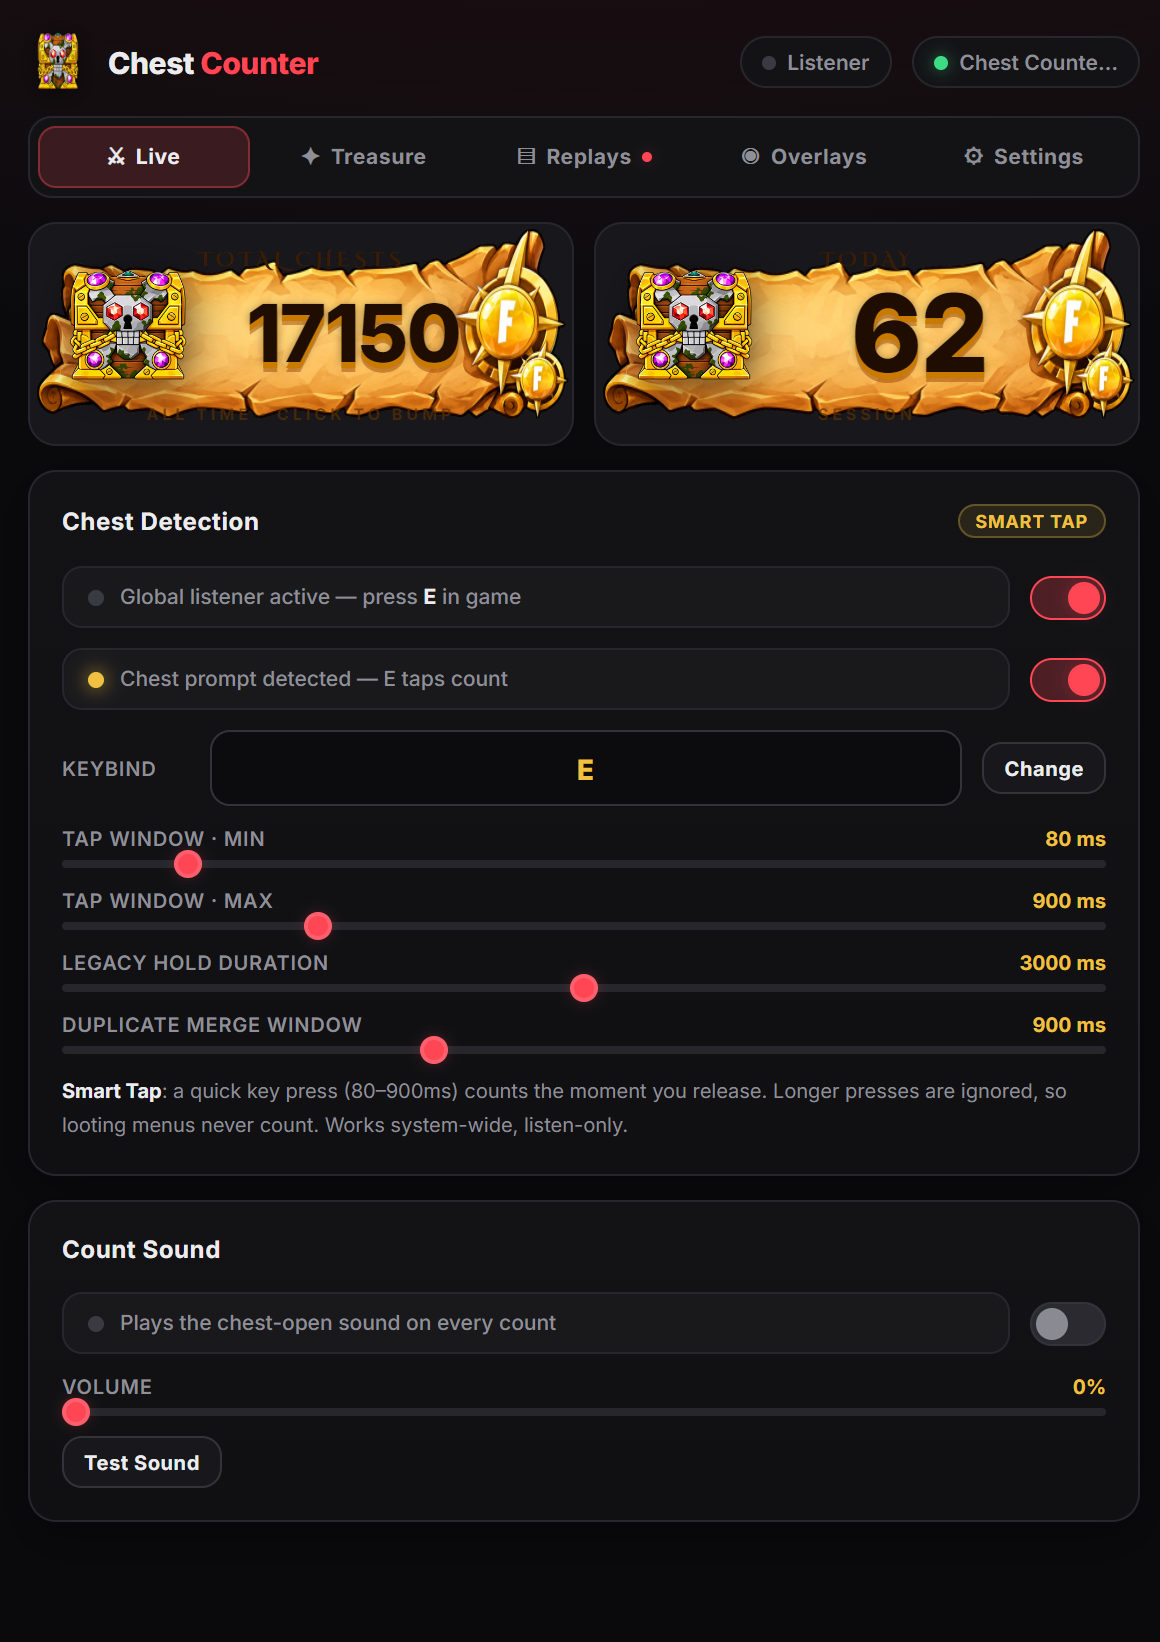 Chest Counter
Listener
Chest Counte...
Live
Treasure
Replays
Overlays
Settings
TOTAL CHESTS
17150
ALL TIME · CLICK TO BUMP
TODAY
62
SESSION
Chest Detection
SMART TAP
Global listener active — press E in game
Chest prompt detected — E taps count
KEYBIND
E
Change
TAP WINDOW · MIN
80 ms
TAP WINDOW · MAX
900 ms
LEGACY HOLD DURATION
3000 ms
DUPLICATE MERGE WINDOW
900 ms
Smart Tap: a quick key press (80–900ms) counts the moment you release. Longer presses are ignored, so
looting menus never count. Works system-wide, listen-only.
Count Sound
Plays the chest-open sound on every count
VOLUME
0%
Test Sound